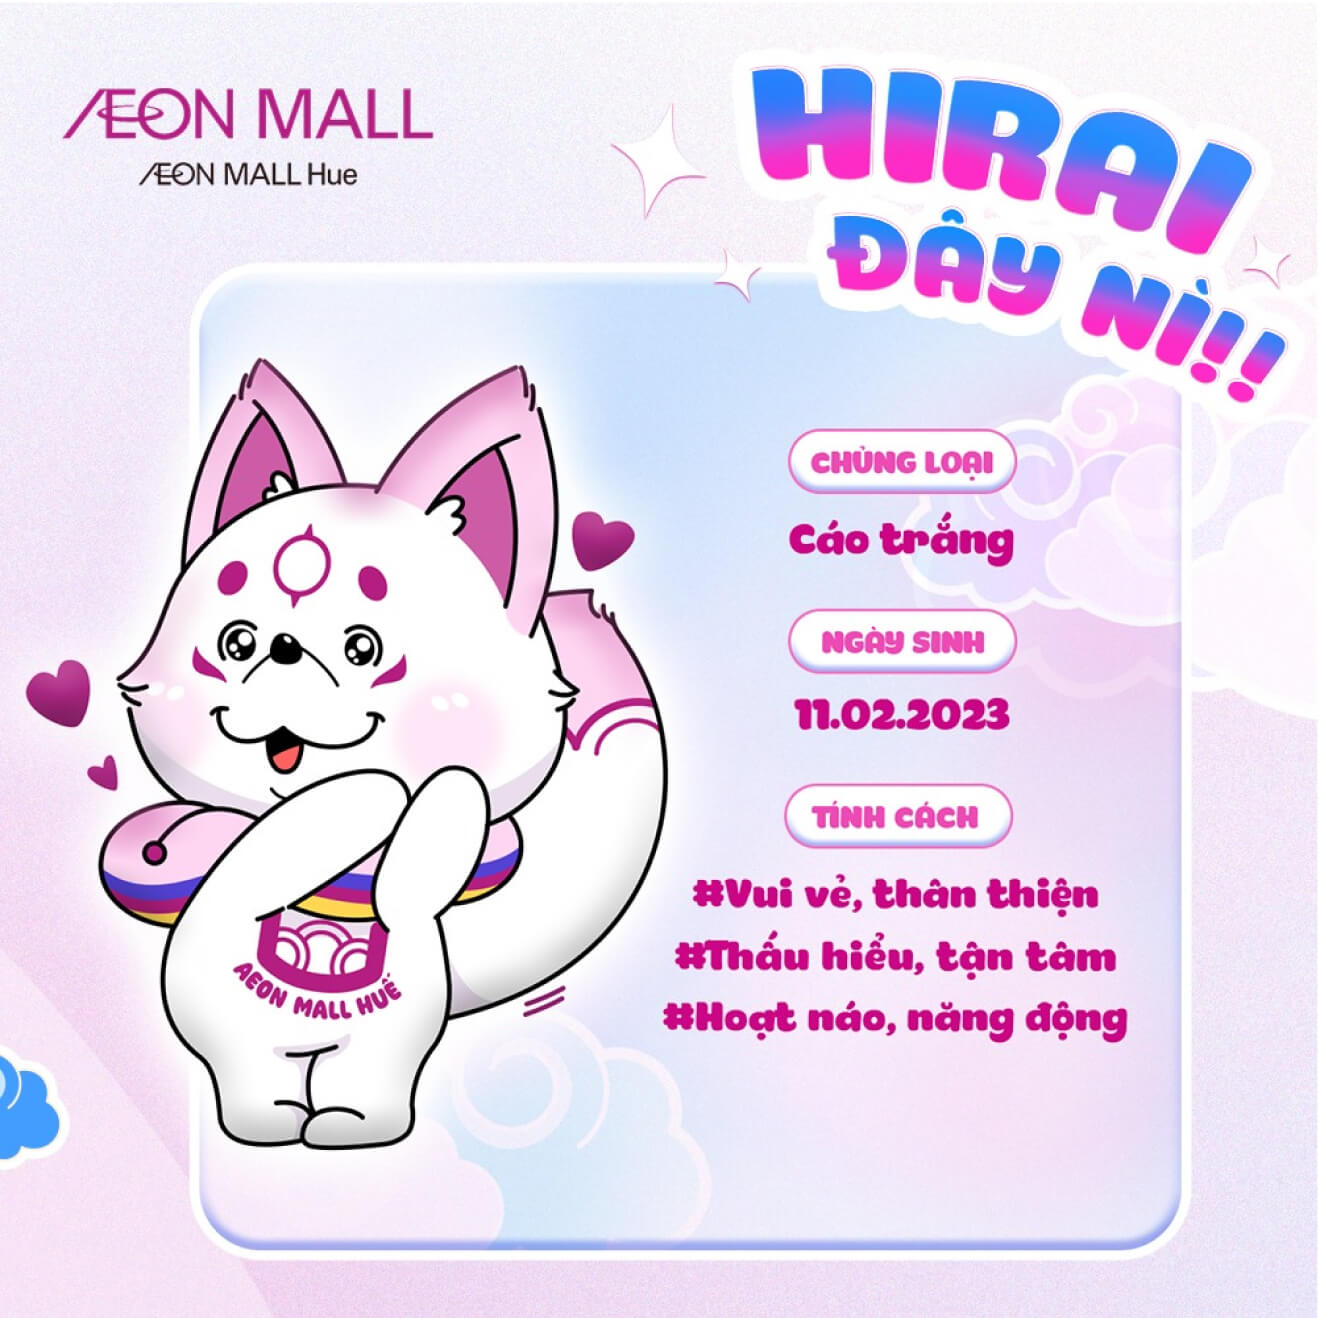 ÆON MALL
ÆON MALL Hue
HIRAI
ĐÂY NÌ!!
CHỦNG LOẠI
Cáo trắng
NGÀY SINH
11.02.2023
TÍNH CÁCH
#Vui vẻ, thân thiện
#Thấu hiểu, tận tâm
#Hoạt náo, năng động
AEON MALL HUẾ